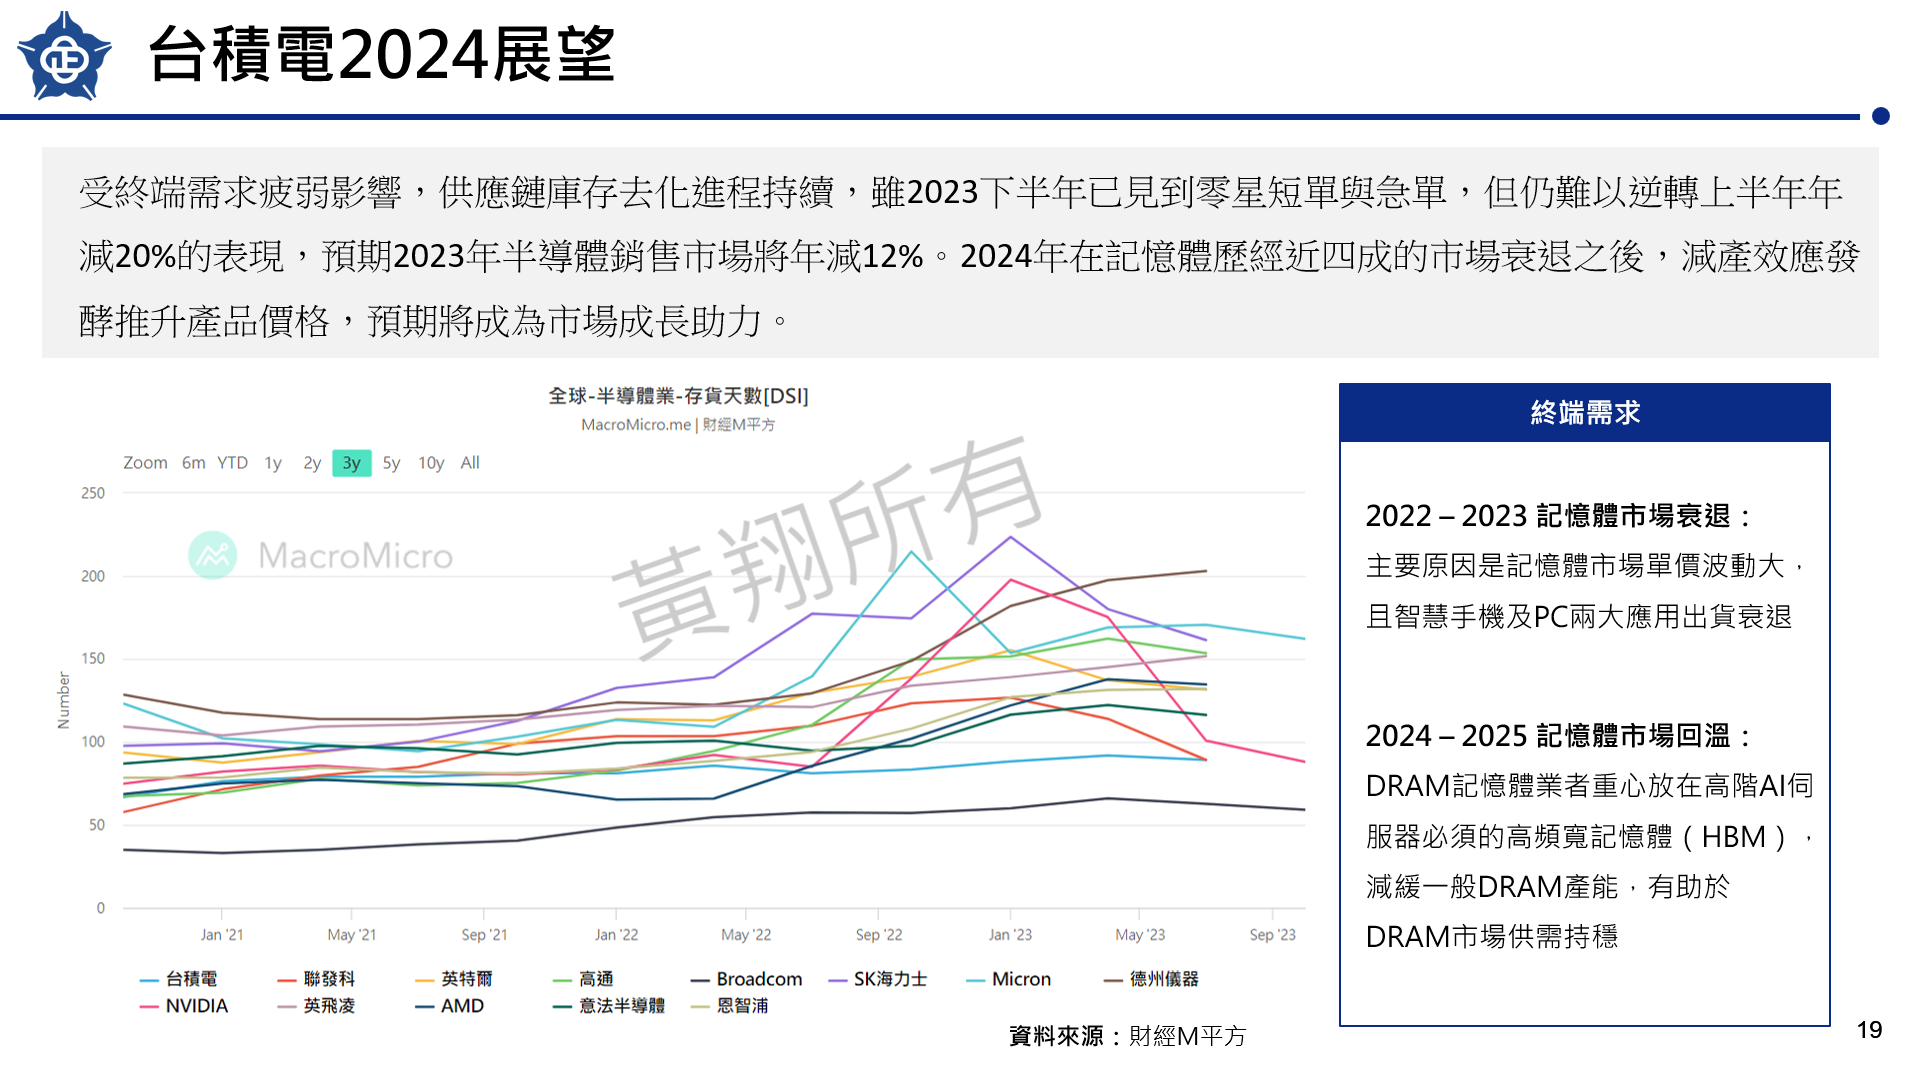 台積電2024展望
受終端需求疲弱影響，供應鏈庫存去化進程持續，雖2023下半年已見到零星短單與急單，但仍難以逆轉上半年年
減20%的表現，預期2023年半導體銷售市場將年減12%。2024年在記憶體歷經近四成的市場衰退之後，減產效應發
酵推升產品價格，預期將成為市場成長助力。
全球-半導體業-存貨天數[DSI]
MacroMicro.me | 財經M平方
Zoom 6m YTD 1y 2y 3y 5y 10y All
250
200
150
100
50
0
Number
MacroMicro
黃翔所有
Jan '21 May '21 Sep '21 Jan '22 May '22 Sep '22 Jan '23 May '23 Sep '23
台積電 聯發科 英特爾 高通 Broadcom SK海力士 Micron 德州儀器
NVIDIA 英飛凌 AMD 意法半導體 恩智浦
資料來源：財經M平方
終端需求
2022 – 2023 記憶體市場衰退：
主要原因是記憶體市場單價波動大，
且智慧手機及PC兩大應用出貨衰退
2024 – 2025 記憶體市場回溫：
DRAM記憶體業者重心放在高階AI伺
服器必須的高頻寬記憶體（HBM），
減緩一般DRAM產能，有助於
DRAM市場供需持穩
19